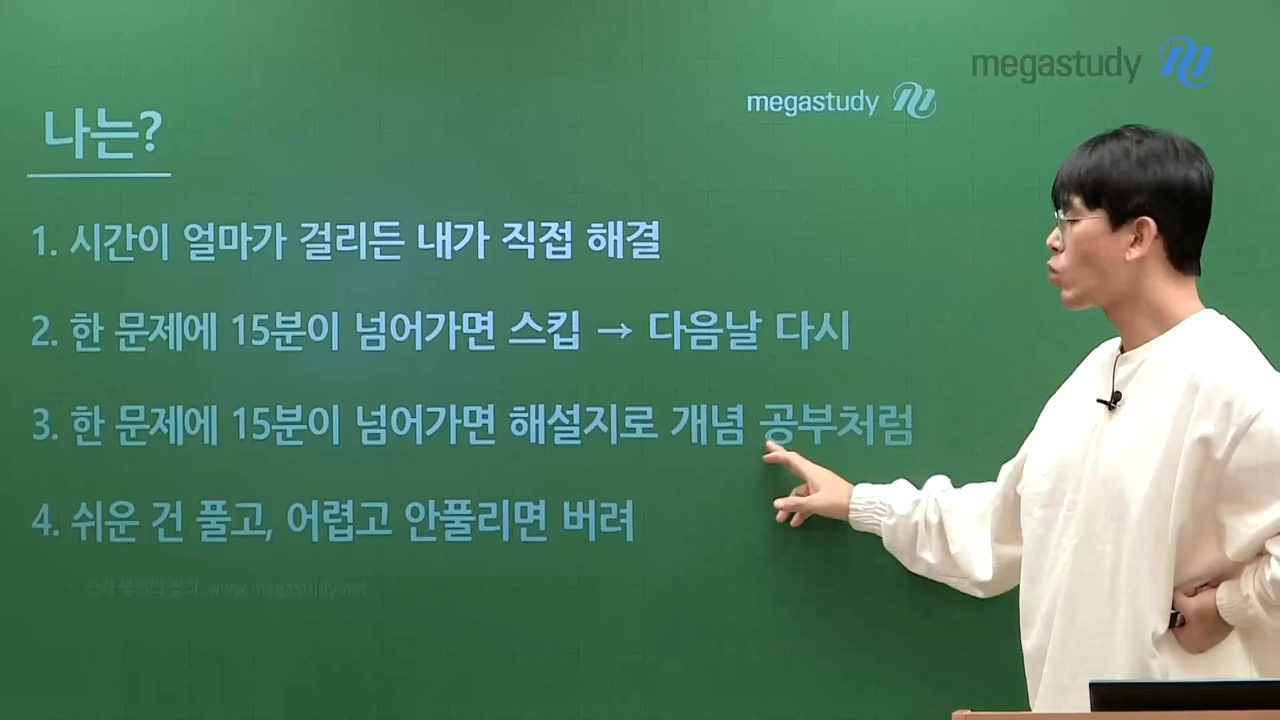 megastudy
megastudy
나는?
1. 시간이 얼마가 걸리든 내가 직접 해결
2. 한 문제에 15분이 넘어가면 스킵 → 다음날 다시
3. 한 문제에 15분이 넘어가면 해설지로 개념 공부처럼
4. 쉬운 건 풀고, 어렵고 안풀리면 버려